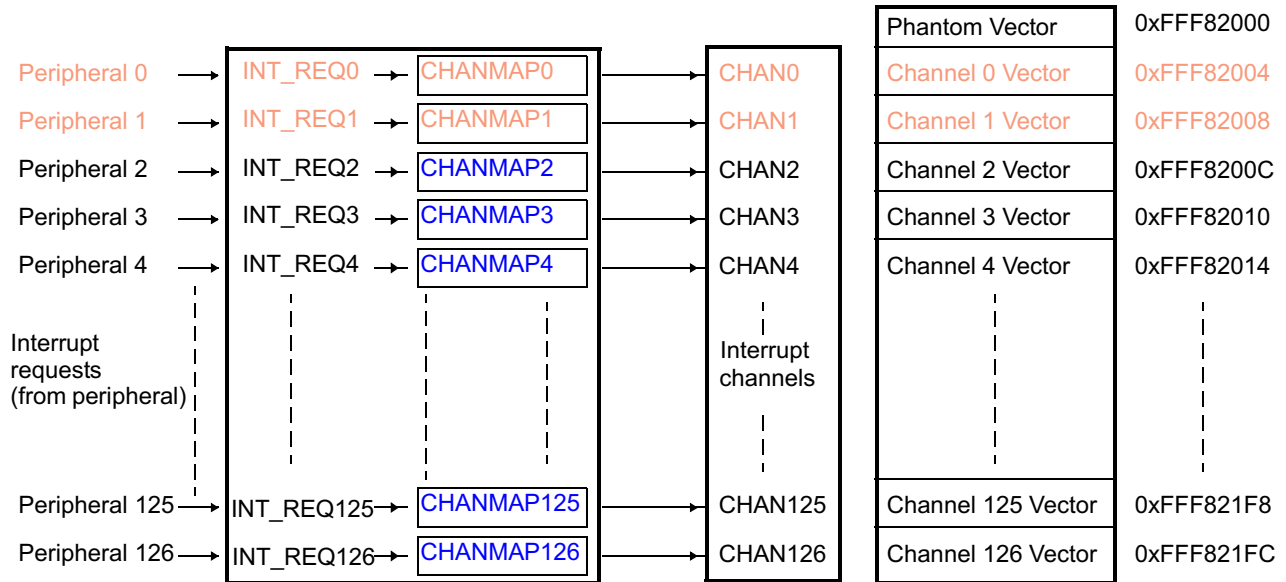 Phantom Vector 0xFFF82000
Peripheral 0 INT_REQ0 CHANMAP0 CHAN0 Channel 0 Vector 0xFFF82004
Peripheral 1 INT_REQ1 CHANMAP1 CHAN1 Channel 1 Vector 0xFFF82008
Peripheral 2 INT_REQ2 CHANMAP2 CHAN2 Channel 2 Vector 0xFFF8200C
Peripheral 3 INT_REQ3 CHANMAP3 CHAN3 Channel 3 Vector 0xFFF82010
Peripheral 4 INT_REQ4 CHANMAP4 CHAN4 Channel 4 Vector 0xFFF82014
Interrupt
requests
(from peripheral)
Interrupt
channels
Peripheral 125 INT_REQ125 CHANMAP125 CHAN125 Channel 125 Vector 0xFFF821F8
Peripheral 126 INT_REQ126 CHANMAP126 CHAN126 Channel 126 Vector 0xFFF821FC